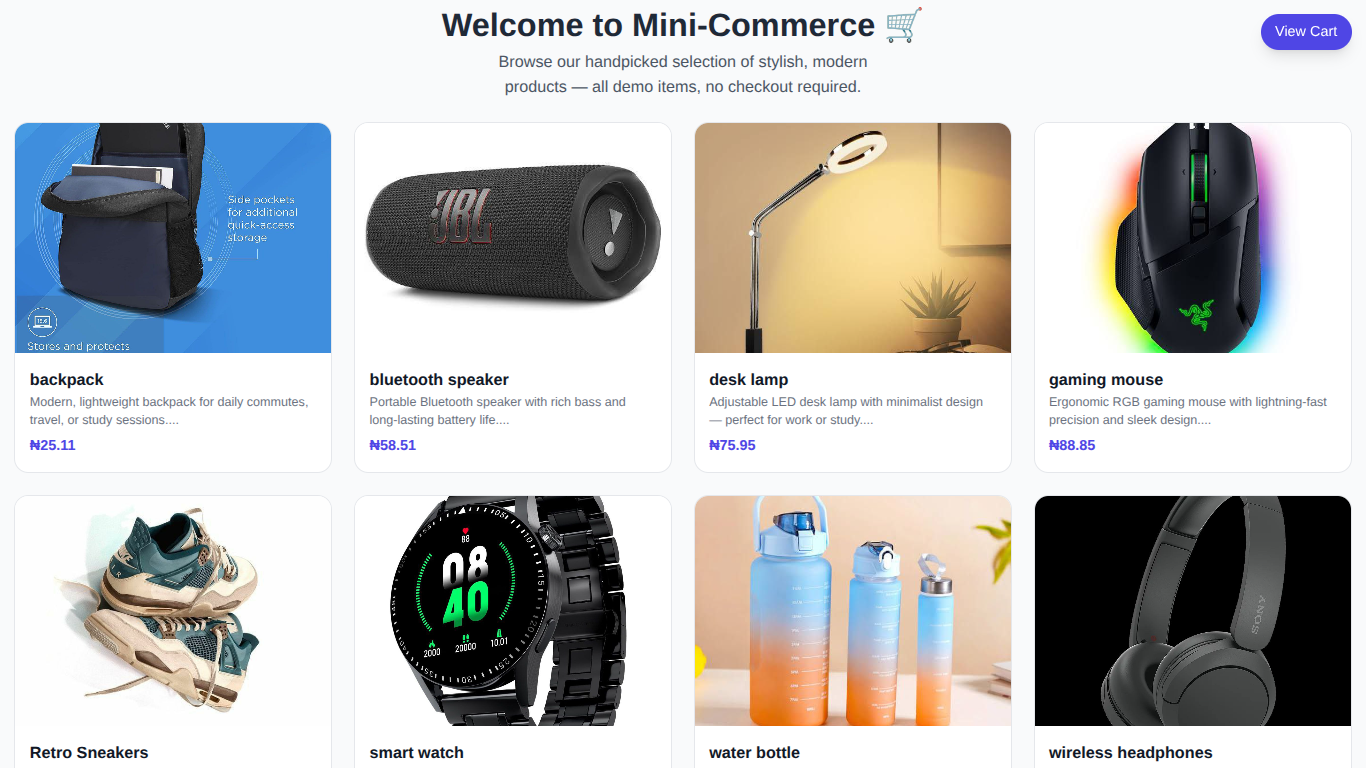 Welcome to Mini-Commerce 🛒
View Cart
Browse our handpicked selection of stylish, modern
products — all demo items, no checkout required.
Side pockets
for additional
quick-access
storage
15.6
Stores and protects
backpack
Modern, lightweight backpack for daily commutes,
travel, or study sessions....
₦25.11
JBL
bluetooth speaker
Portable Bluetooth speaker with rich bass and
long-lasting battery life....
₦58.51
desk lamp
Adjustable LED desk lamp with minimalist design
— perfect for work or study....
₦75.95
gaming mouse
Ergonomic RGB gaming mouse with lightning-fast
precision and sleek design....
₦88.85
Retro Sneakers
88
08
40
2000 20000 10.01
smart watch
water bottle
SONY
wireless headphones